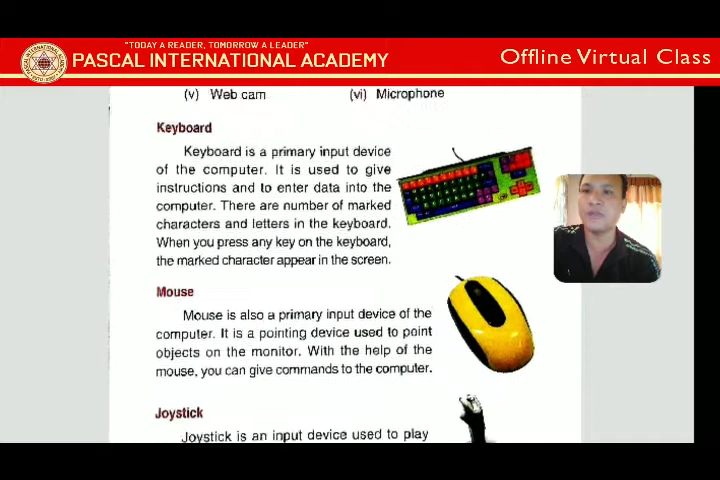 "TODAY A READER, TOMORROW A LEADER"
PASCAL INTERNATIONAL ACADEMY
Offline Virtual Class
(v) Web cam (vi) Microphone
Keyboard
Keyboard is a primary input device
of the computer. It is used to give
instructions and to enter data into the
computer. There are number of marked
characters and letters in the keyboard.
When you press any key on the keyboard,
the marked character appear in the screen.
Mouse
Mouse is also a primary input device of the
computer. It is a pointing device used to point
objects on the monitor. With the help of the
mouse, you can give commands to the computer.
Joystick
Joystick is an input device used to play